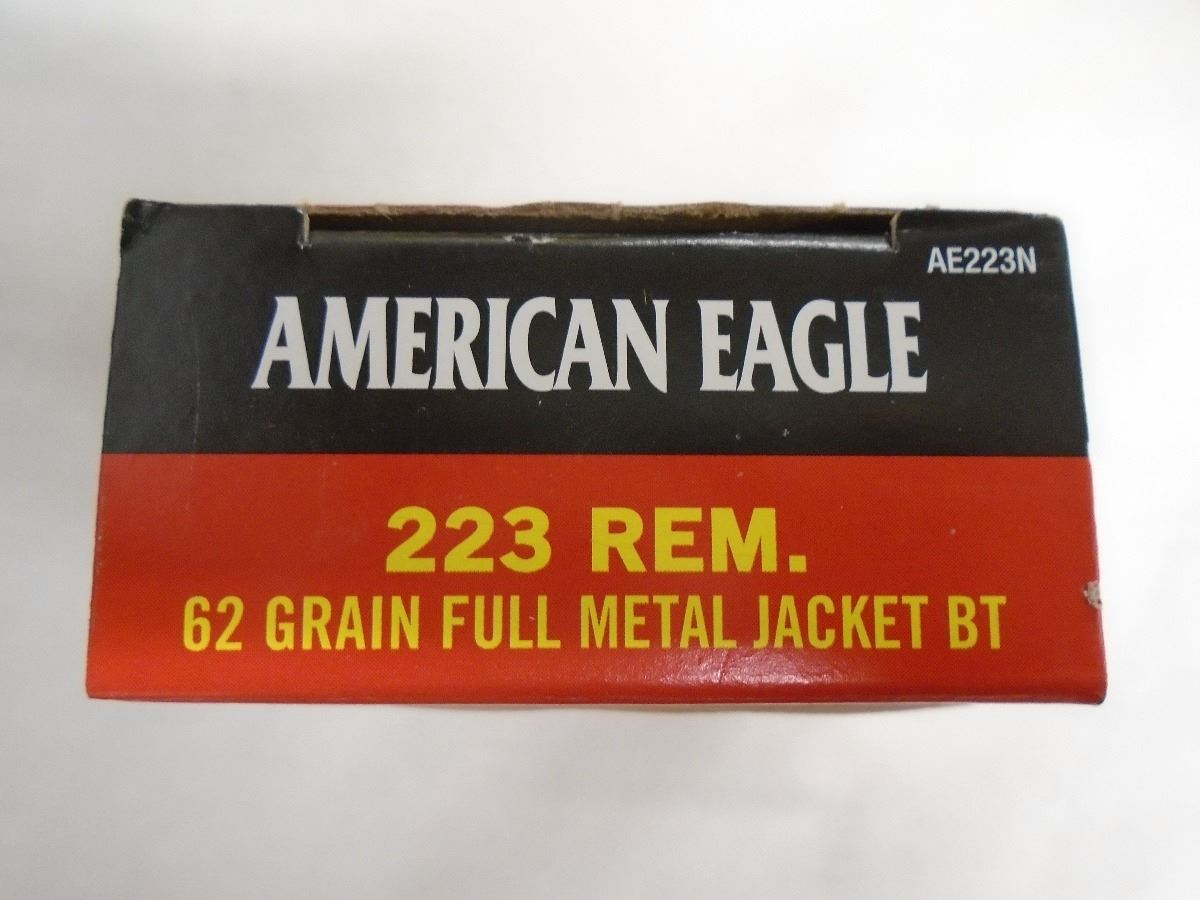 AE223N
AMERICAN EAGLE
223 REM.
62 GRAIN FULL METAL JACKET BT